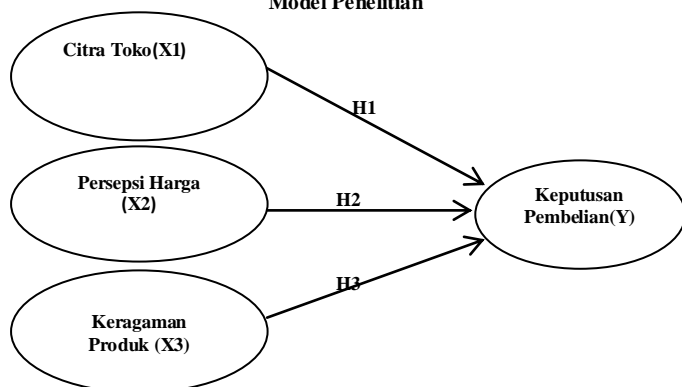 Model Penelitian
Citra Toko(X1)
H1
Persepsi Harga
(X2)
H2
Keputusan
Pembelian(Y)
H3
Keragaman
Produk (X3)